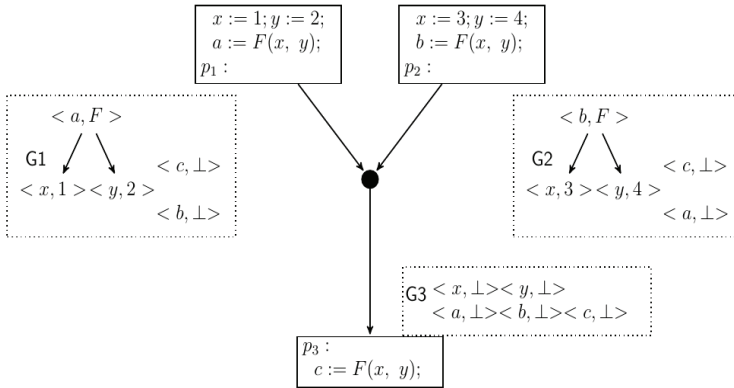 x := 1; y := 2;
a := F(x, y);
p₁ :
x := 3; y := 4;
b := F(x, y);
p₂ :
< a, F >
G1
< c, ⊥>
< x, 1 >< y, 2 >
< b, ⊥>
< b, F >
G2
< c, ⊥>
< x, 3 >< y, 4 >
< a, ⊥>
G3 < x, ⊥>< y, ⊥>
< a, ⊥>< b, ⊥>< c, ⊥>
p₃ :
c := F(x, y);